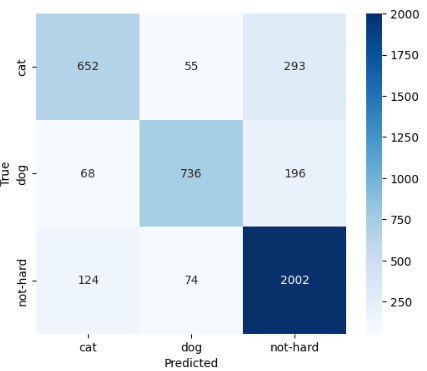 2000
1750
1500
1250
1000
750
500
250
True
cat
dog
not-hard
652 55 293
68 736 196
124 74 2002
cat dog not-hard
Predicted